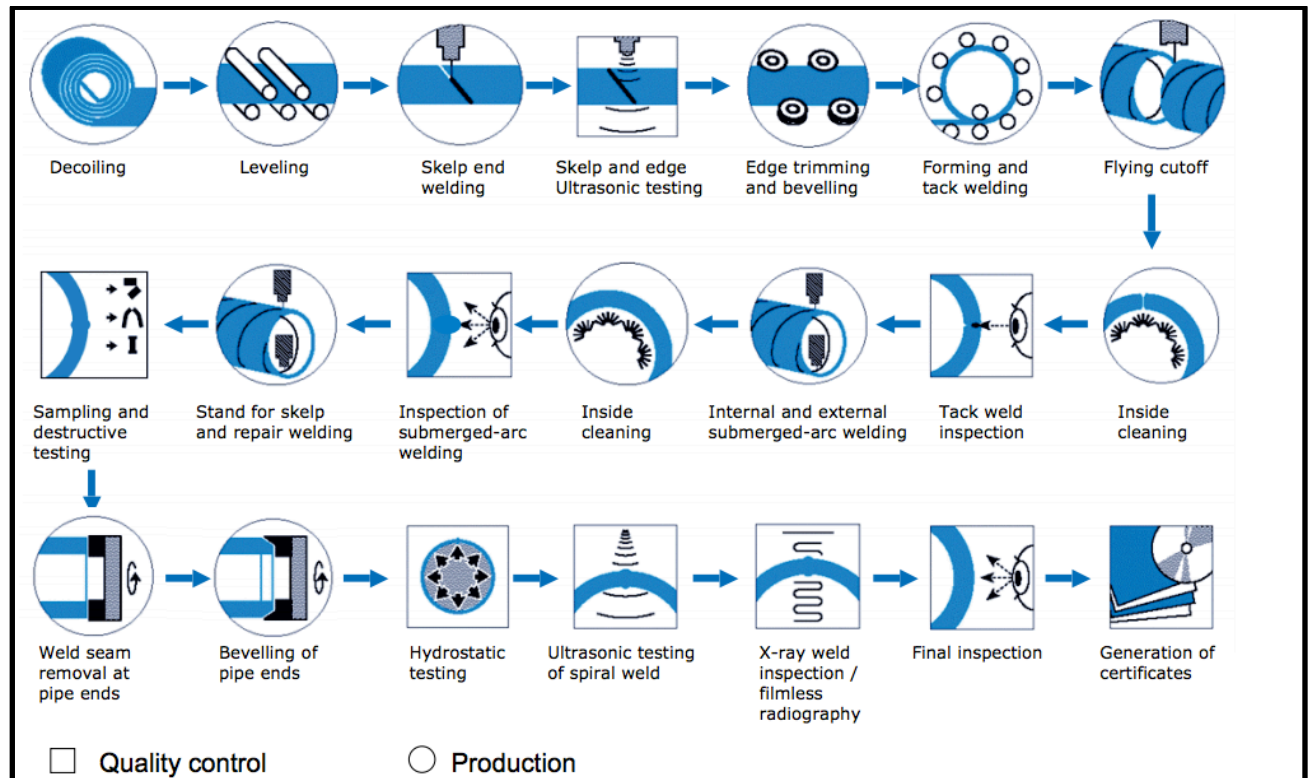 Decoiling
Leveling
Skelp end
welding
Skelp and edge
Ultrasonic testing
Edge trimming
and bevelling
Forming and
tack welding
Flying cutoff
Sampling and
destructive
testing
Stand for skelp
and repair welding
Inspection of
submerged-arc
welding
Inside
cleaning
Internal and external
submerged-arc welding
Tack weld
inspection
Inside
cleaning
Weld seam
removal at
pipe ends
Bevelling of
pipe ends
Hydrostatic
testing
Ultrasonic testing
of spiral weld
X-ray weld
inspection /
filmless
radiography
Final inspection
Generation of
certificates
Quality control
Production